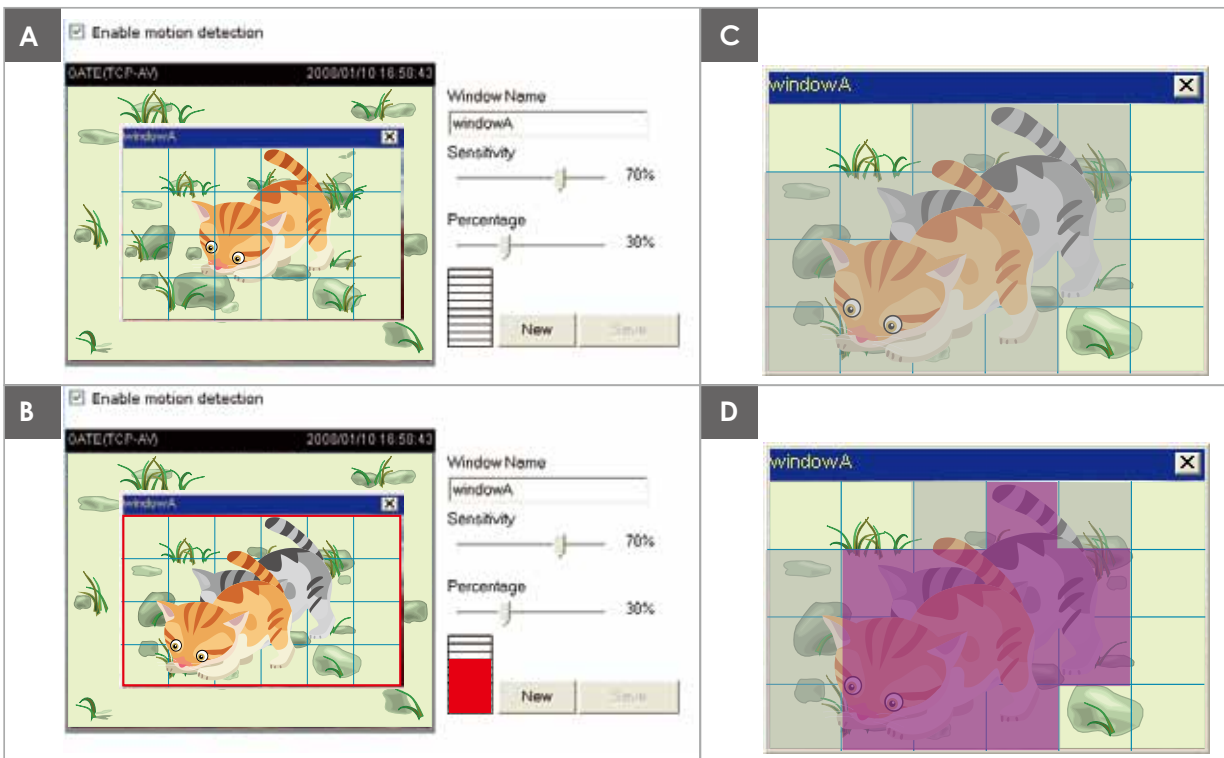 A
Enable motion detection
DATE(TCP-AV) 2008/01/10 16:58:43
windowA
Window Name
windowA
Sensitivity
70%
Percentage
30%
New Save
B
Enable motion detection
DATE(TCP-AV) 2008/01/10 16:58:43
windowA
Window Name
windowA
Sensitivity
70%
Percentage
30%
New Save
C
windowA
D
windowA